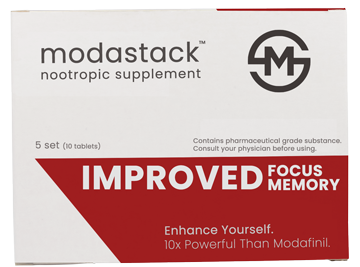 modastack™
nootropic supplement
M
5 set (10 tablets)
Contains pharmaceutical grade substance.
Consult your physician before using.
IMPROVED FOCUS
MEMORY
Enhance Yourself.
10x Powerful Than Modafinil.